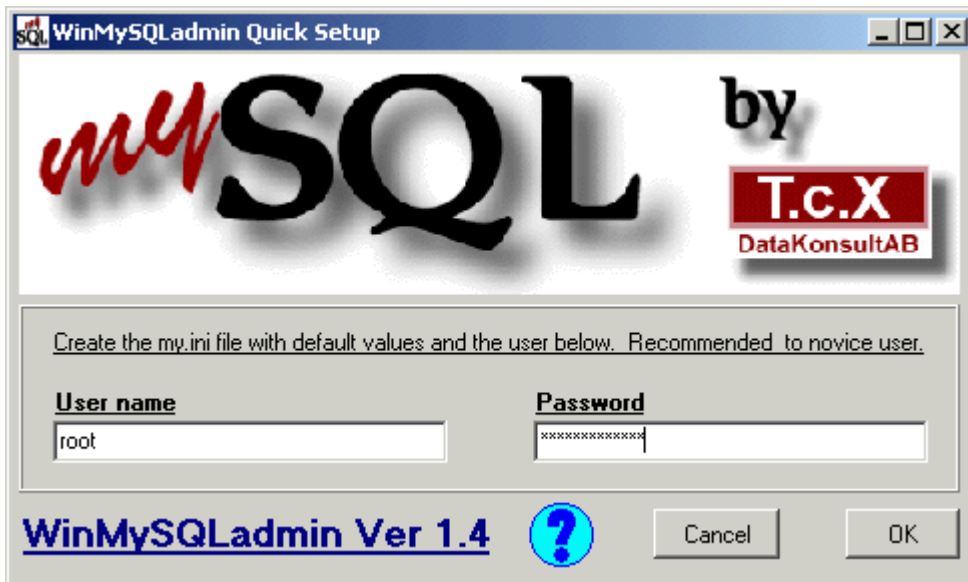 SQL WinMySQLadmin Quick Setup
mySQL by
T.c.X
DataKonsultAB
Create the my.ini file with default values and the user below. Recommended to novice user.
User name Password
root *************
WinMySQLadmin Ver 1.4 ? Cancel OK